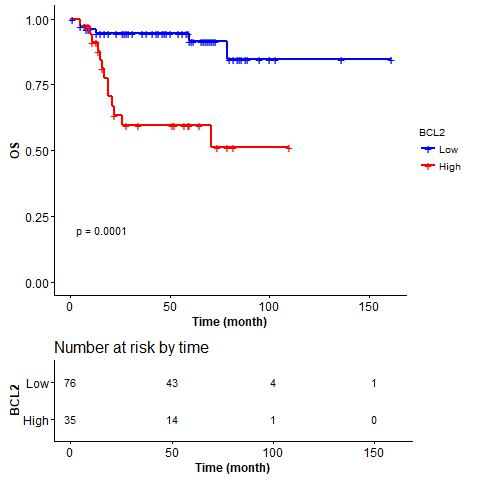 1.00
0.75
0.50
0.25
0.00
OS
p = 0.0001
0 50 100 150
Time (month)
BCL2
Low
High
Number at risk by time
BCL2
Low 76 43 4 1
High 35 14 1 0
0 50 100 150
Time (month)